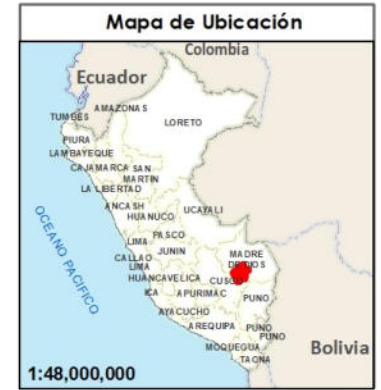 Mapa de Ubicación
Colombia
Ecuador
AMAZONAS
TUMBES
LORETO
PIURA
LAMBAYEQUE
CAJAMARCA SAN
MARTIN
LA LIBERTAD
ANCASH
HUANUCO
UCAYALI
OCEANO PACIFICO
PASCO
LIMA
JUNIN
CALLAO
LIMA
MADRE
DE DIOS
HUANCAVELICA
CUSCO
ICA
APURIMAC
PUNO
AYACUCHO
AREQUIPA
PUNO
PUNO
MOQUEGUA
Bolivia
TACNA
1:48,000,000